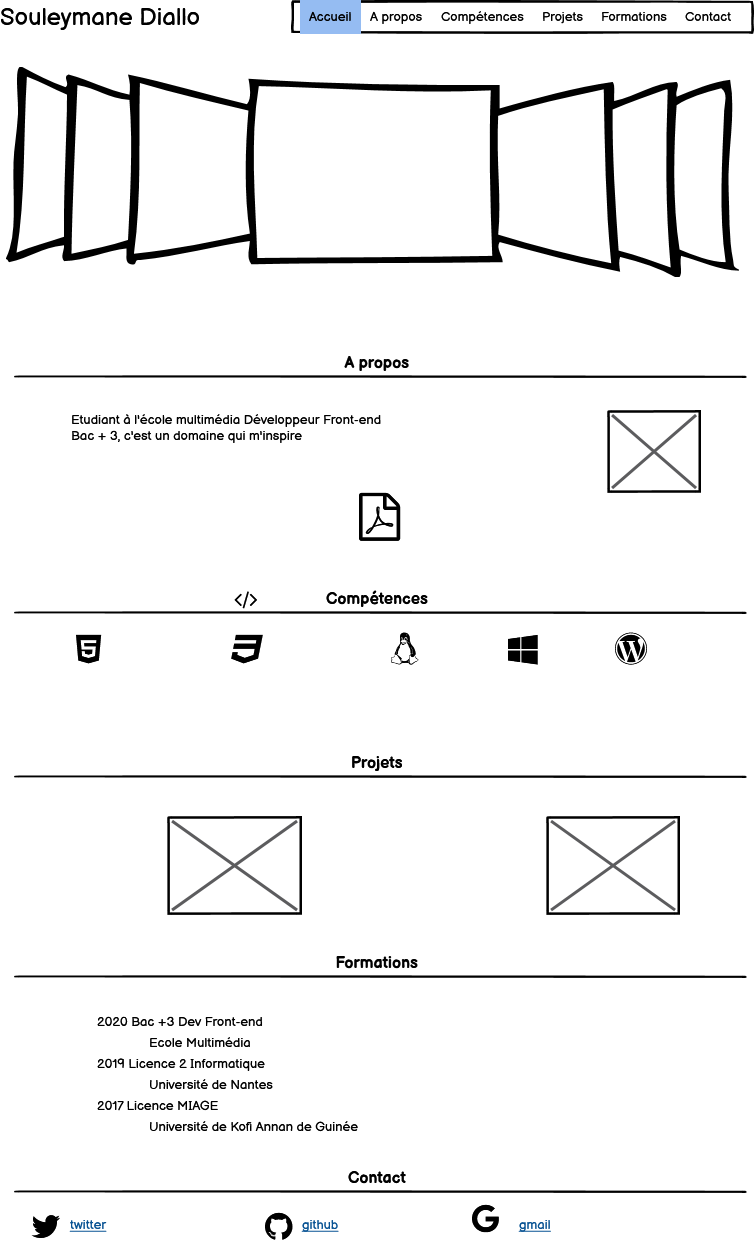 Souleymane Diallo
Accueil A propos Compétences Projets Formations Contact
A propos
Etudiant à l'école multimédia Développeur Front-end
Bac + 3, c'est un domaine qui m'inspire
</> Compétences
Projets
Formations
2020 Bac +3 Dev Front-end
Ecole Multimédia
2019 Licence 2 Informatique
Université de Nantes
2017 Licence MIAGE
Université de Kofi Annan de Guinée
Contact
twitter github gmail